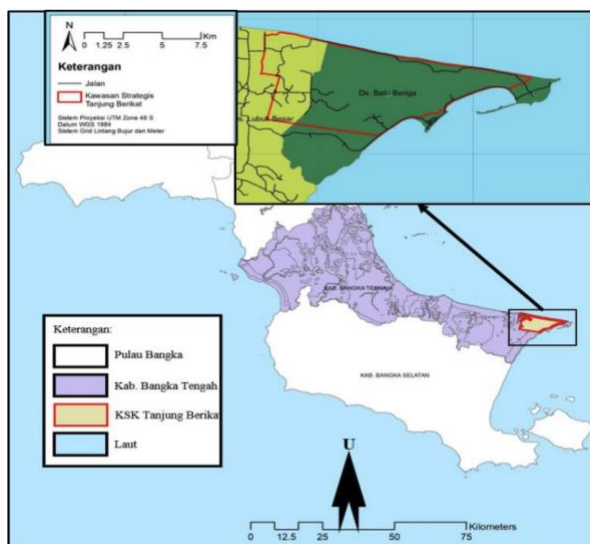 N
Km
0 1.25 2.5 5 7.5
Keterangan
Jalan
Kawasan Strategis
Tanjung Berikat
Sistem Proyeksi UTM Zone 48 S
Datum WGS 1984
Sistem Grid Lintang Bujur dan Meter
Ds. Batu Beriga
Lubuk Besar
KAB. BANGKA TENGAH
KAB. BANGKA SELATAN
Keterangan:
Pulau Bangka
Kab. Bangka Tengah
KSK Tanjung Berika
Laut
U
Kilometers
0 12.5 25 50 75